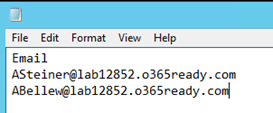 File Edit Format View Help
Email
ASteiner@lab12852.o365ready.com
ABellew@lab12852.o365ready.com